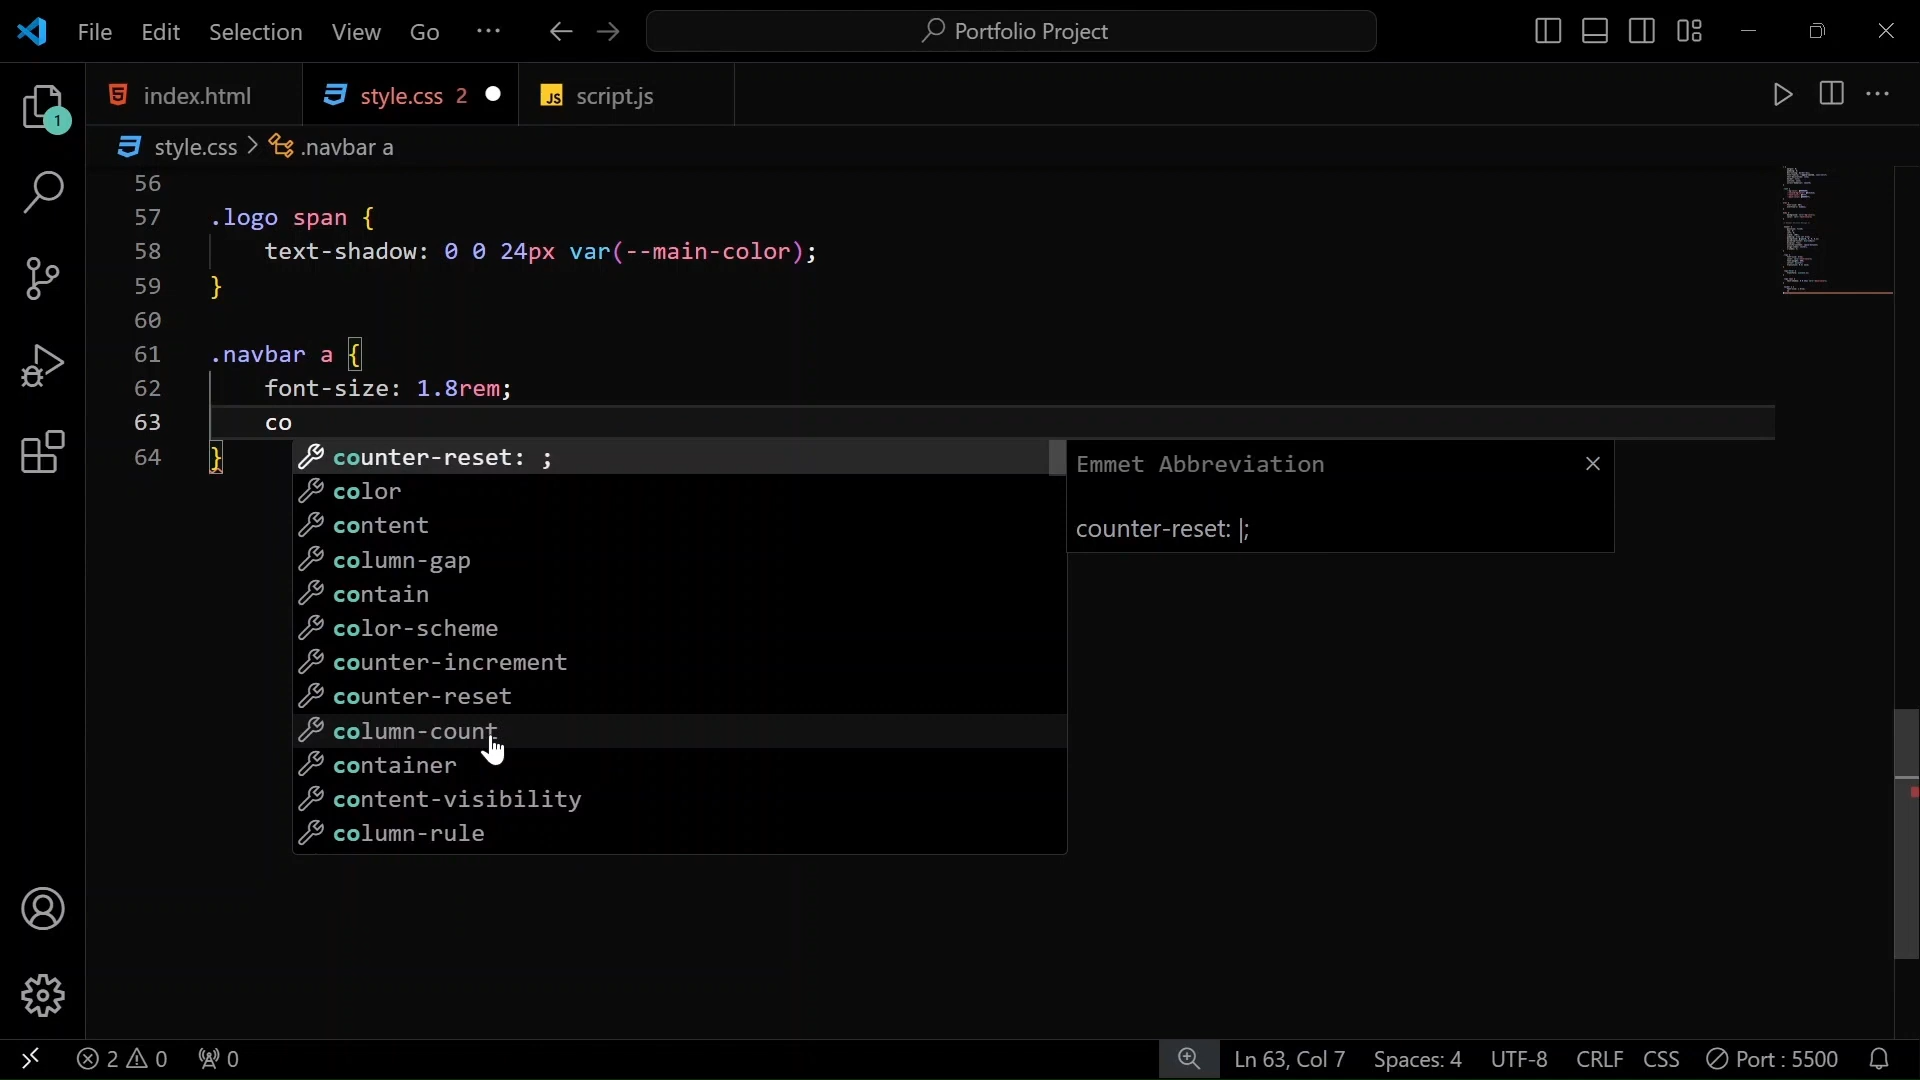 File Edit Selection View Go ··· Portfolio Project
1
index.html style.css 2 script.js
style.css > .navbar a
56
57 .logo span {
58 text-shadow: 0 0 24px var(--main-color);
59 }
60
61 .navbar a {
62 font-size: 1.8rem;
63 co
64 }
counter-reset: ;
color
content
column-gap
contain
color-scheme
counter-increment
counter-reset
column-count
container
content-visibility
column-rule
Emmet Abbreviation
counter-reset: |;
2 0 0 Ln 63, Col 7 Spaces: 4 UTF-8 CRLF CSS Port : 5500